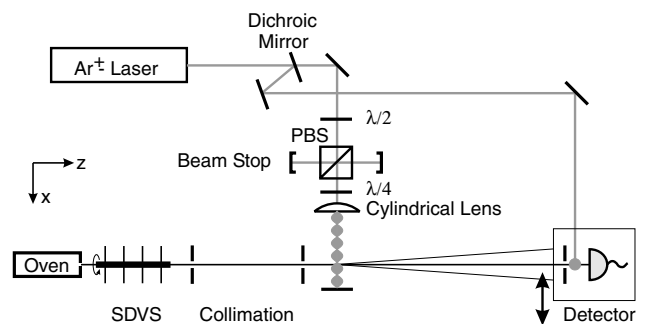 Dichroic
Mirror
Ar± Laser
λ/2
PBS
Beam Stop
λ/4
Cylindrical Lens
z
x
Oven
SDVS
Collimation
Detector